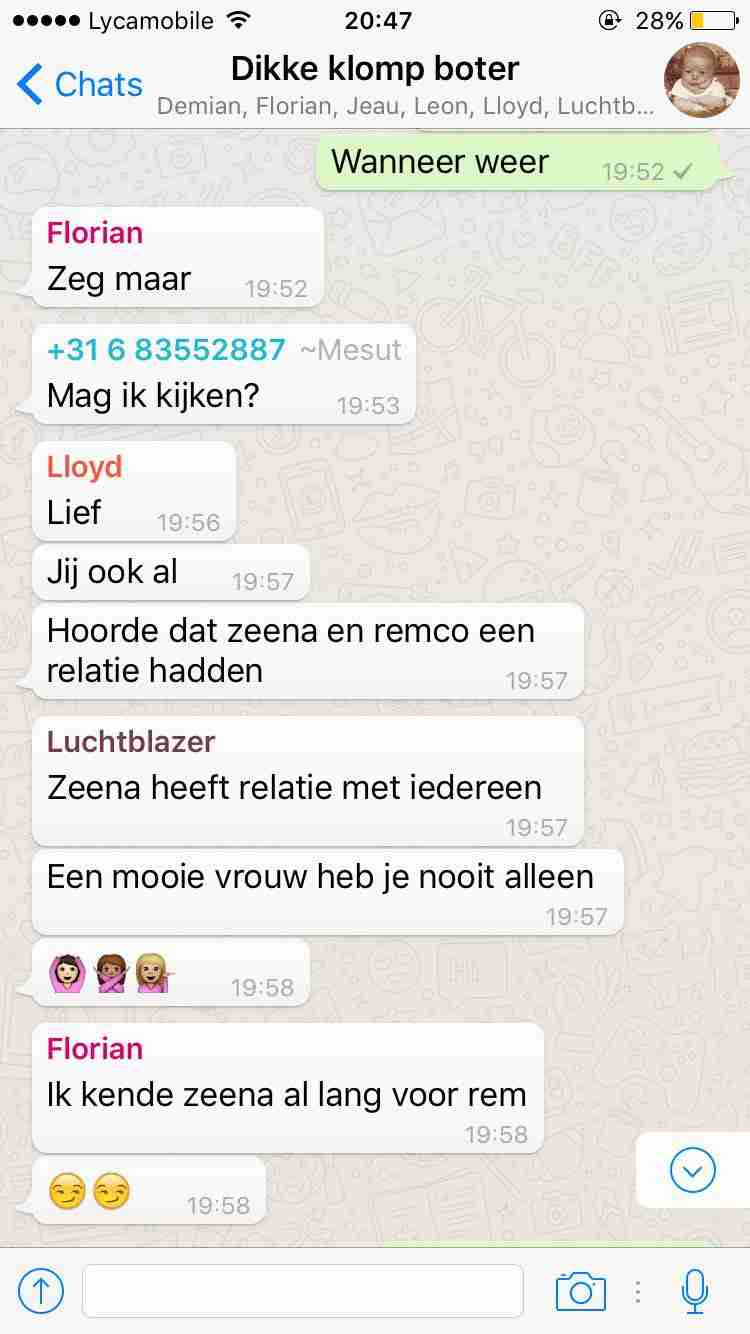 Lycamobile 20:47 28%
Chats Dikke klomp boter
Demian, Florian, Jeau, Leon, Lloyd, Luchtb...
Wanneer weer 19:52
Florian
Zeg maar 19:52
+31 6 83552887 ~Mesut
Mag ik kijken? 19:53
Lloyd
Lief 19:56
Jij ook al 19:57
Hoorde dat zeena en remco een
relatie hadden 19:57
Luchtblazer
Zeena heeft relatie met iedereen
19:57
Een mooie vrouw heb je nooit alleen
19:57
🙆🏻🙅🏾💁🏼 19:58
Florian
Ik kende zeena al lang voor rem
19:58
😏😏 19:58